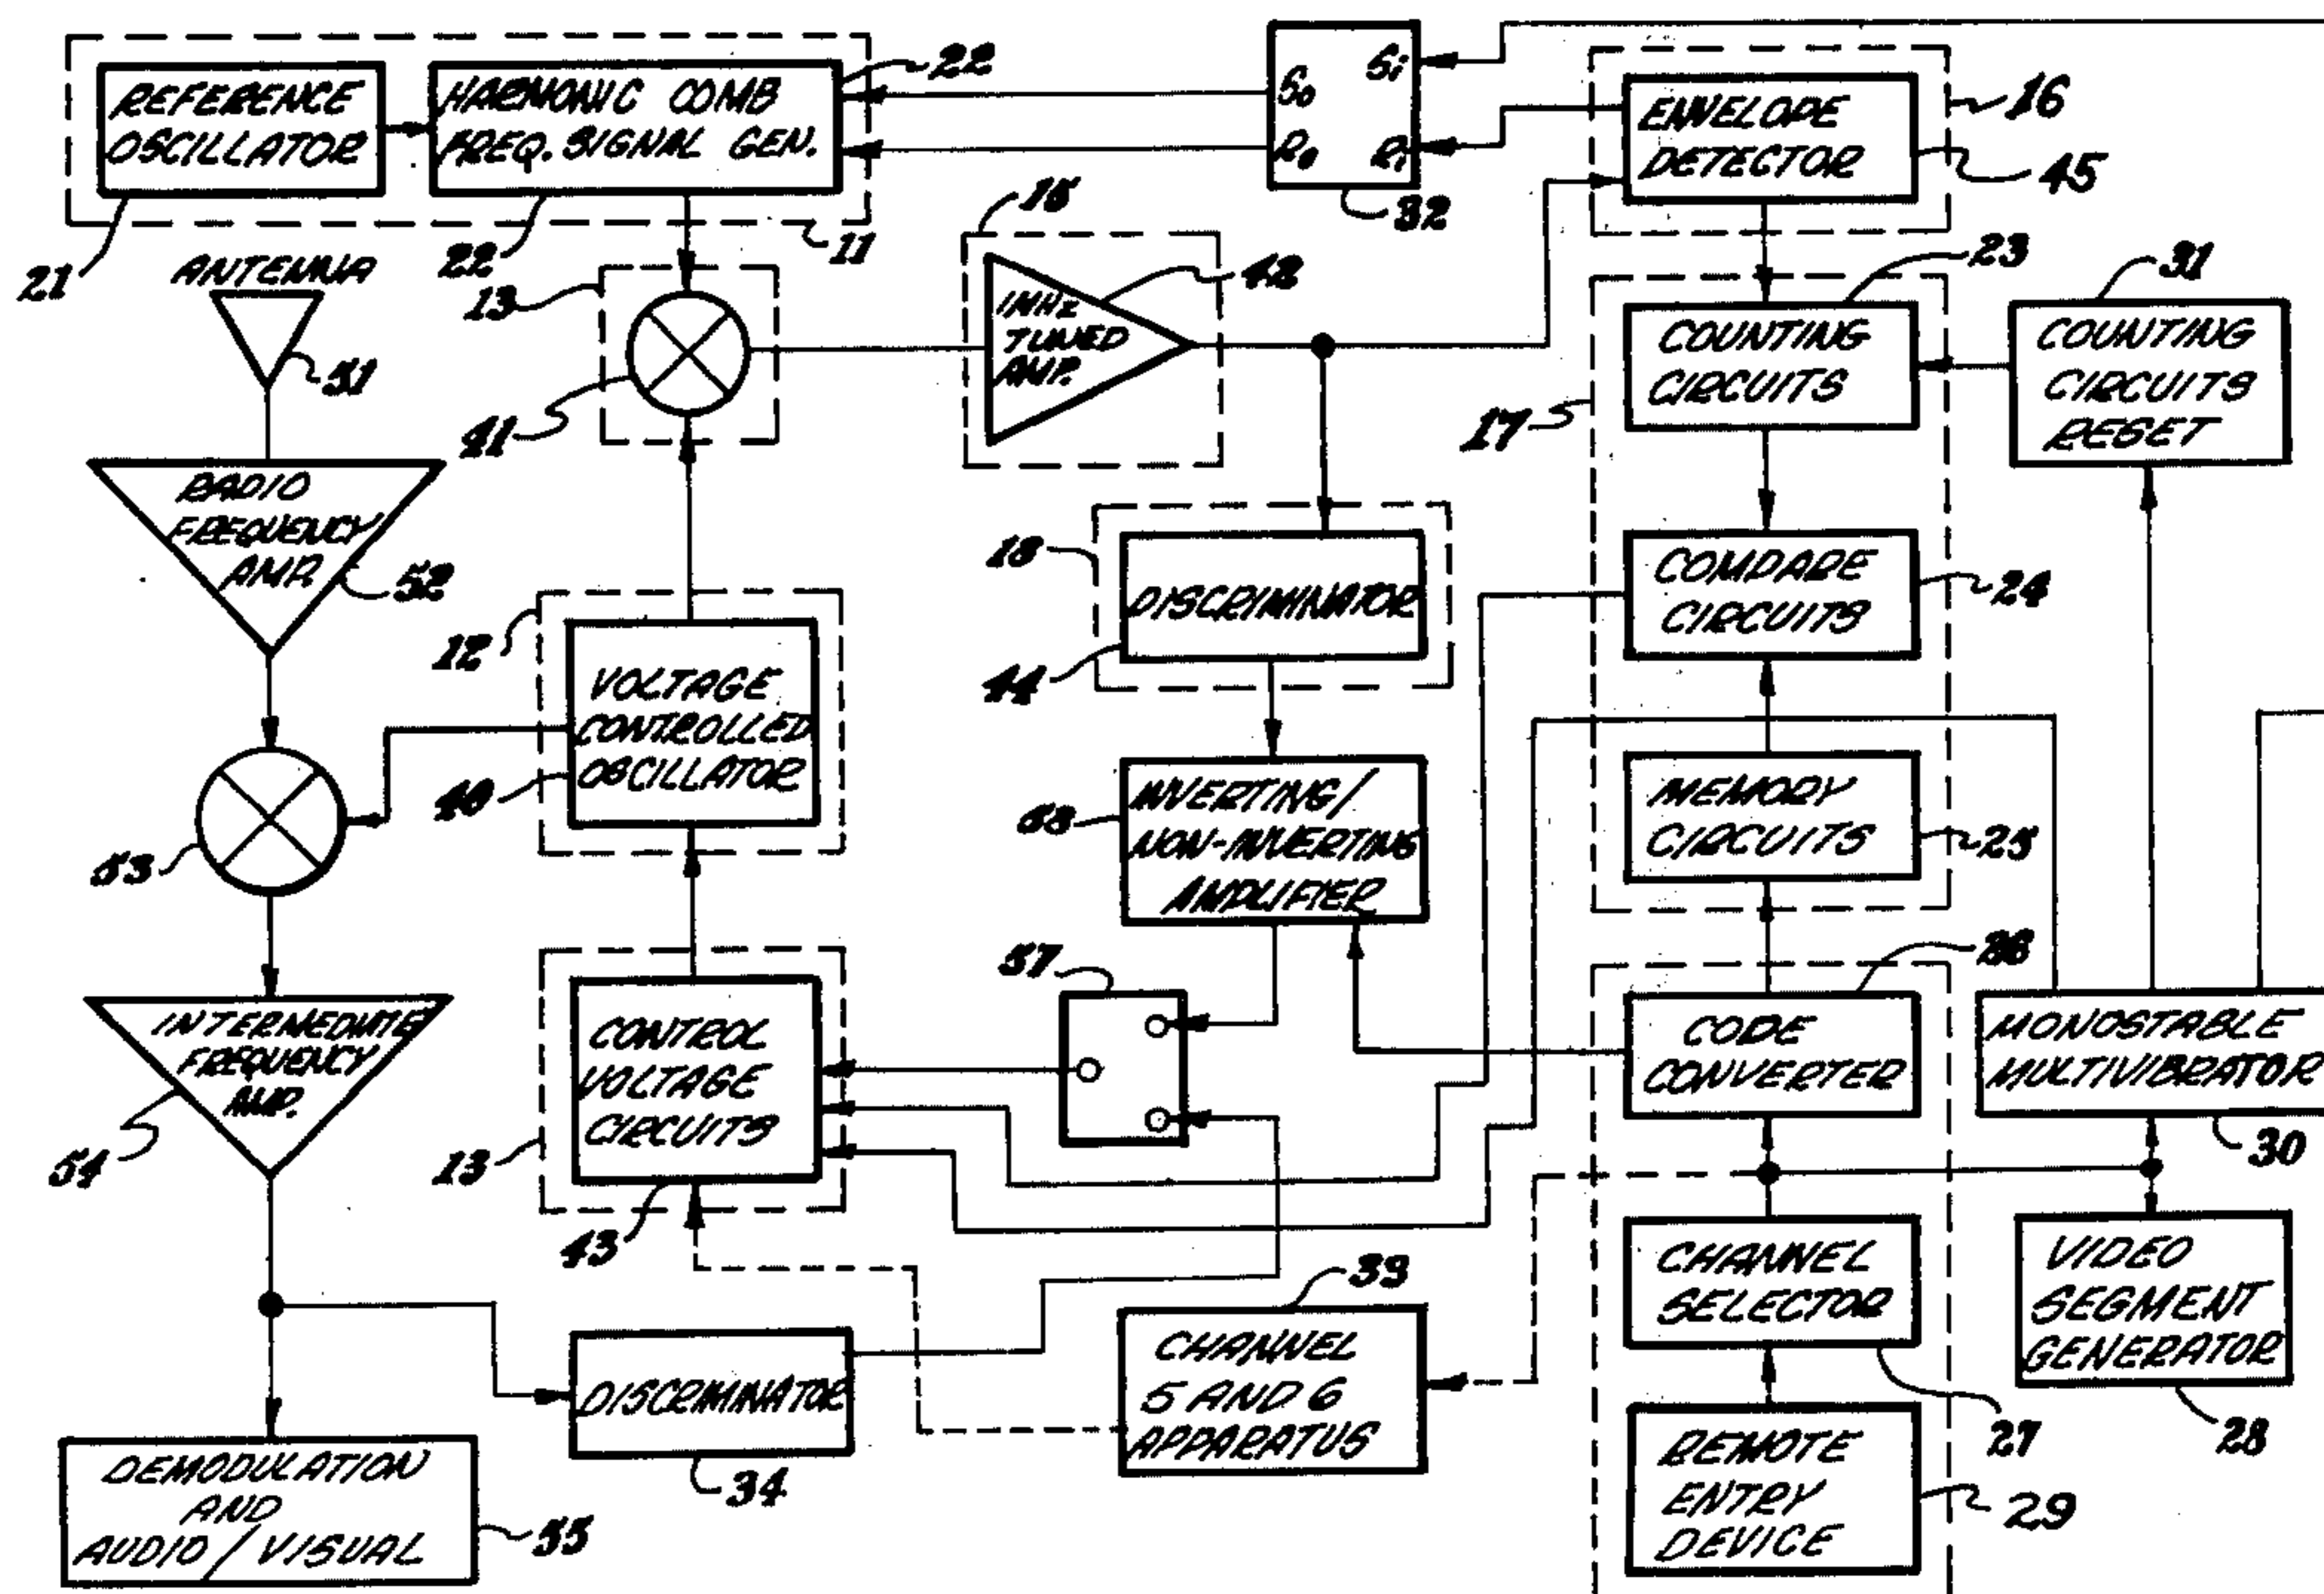 REFERENCE
OSCILLATOR
21
HARMONIC COMB
FREQ. SIGNAL GEN.
22
22
11
So
Ro
Si
Ri
32
ENVELOPE
DETECTOR
16
45
ANTENNA
51
13
41
15
1MHz
TUNED
AMP.
42
23
COUNTING
CIRCUITS
17
31
COUNTING
CIRCUITS
RESET
RADIO
FREQUENCY
AMP.
52
18
DISCRIMINATOR
44
COMPARE
CIRCUITS
24
12
VOLTAGE
CONTROLLED
OSCILLATOR
40
53
INVERTING/
NON-INVERTING
AMPLIFIER
MEMORY
CIRCUITS
25
INTERMEDIATE
FREQUENCY
AMP.
54
CONTROL
VOLTAGE
CIRCUITS
13
43
57
CODE
CONVERTER
MONOSTABLE
MULTIVIBRATOR
30
CHANNEL
SELECTOR
27
VIDEO
SEGMENT
GENERATOR
28
DISCRIMINATOR
34
CHANNEL
5 AND 6
APPARATUS
REMOTE
ENTRY
DEVICE
29
DEMODULATION
AND
AUDIO/VISUAL